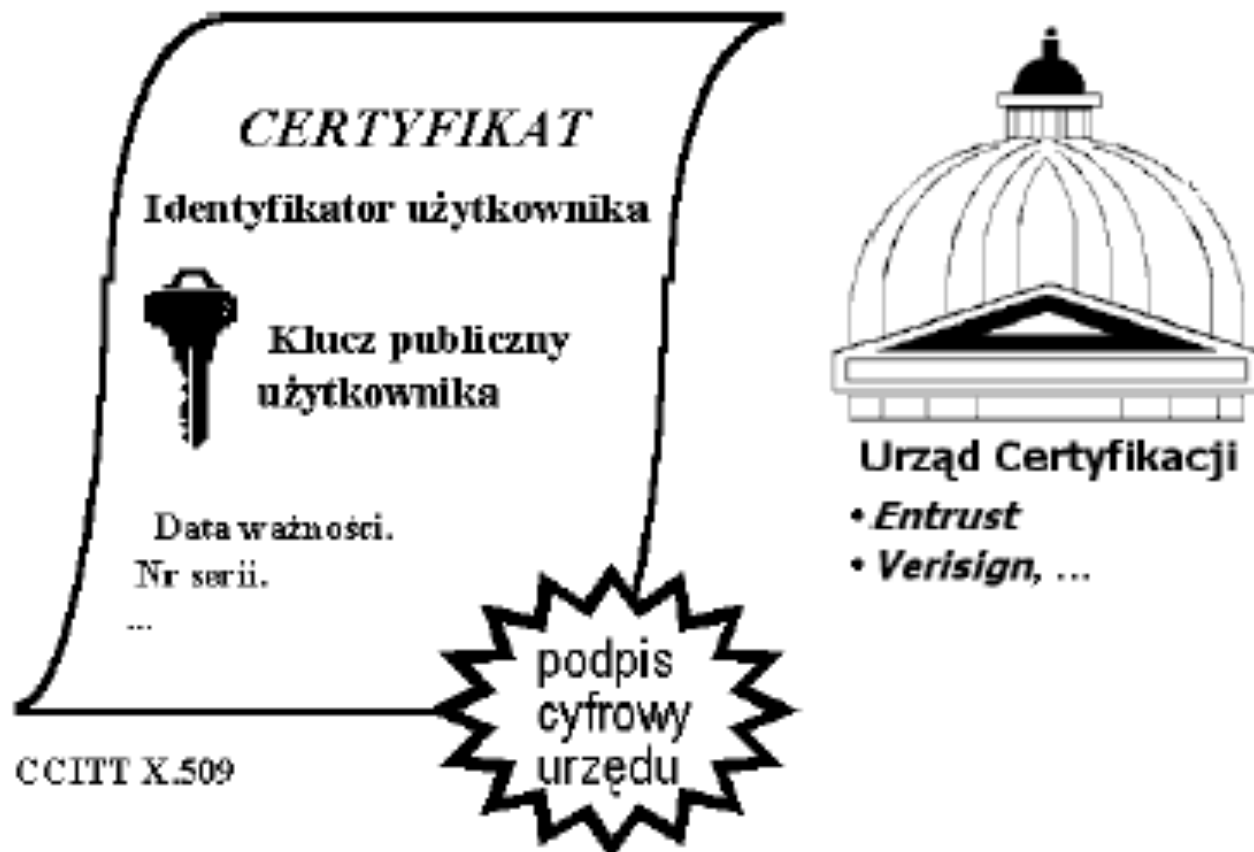 CERTYFIKAT
Identyfikator użytkownika
Klucz publiczny
użytkownika
Data ważności.
Nr serii.
...
podpis
cyfrowy
urzędu
CCITT X.509
Urząd Certyfikacji
• Entrust
• Verisign, ...